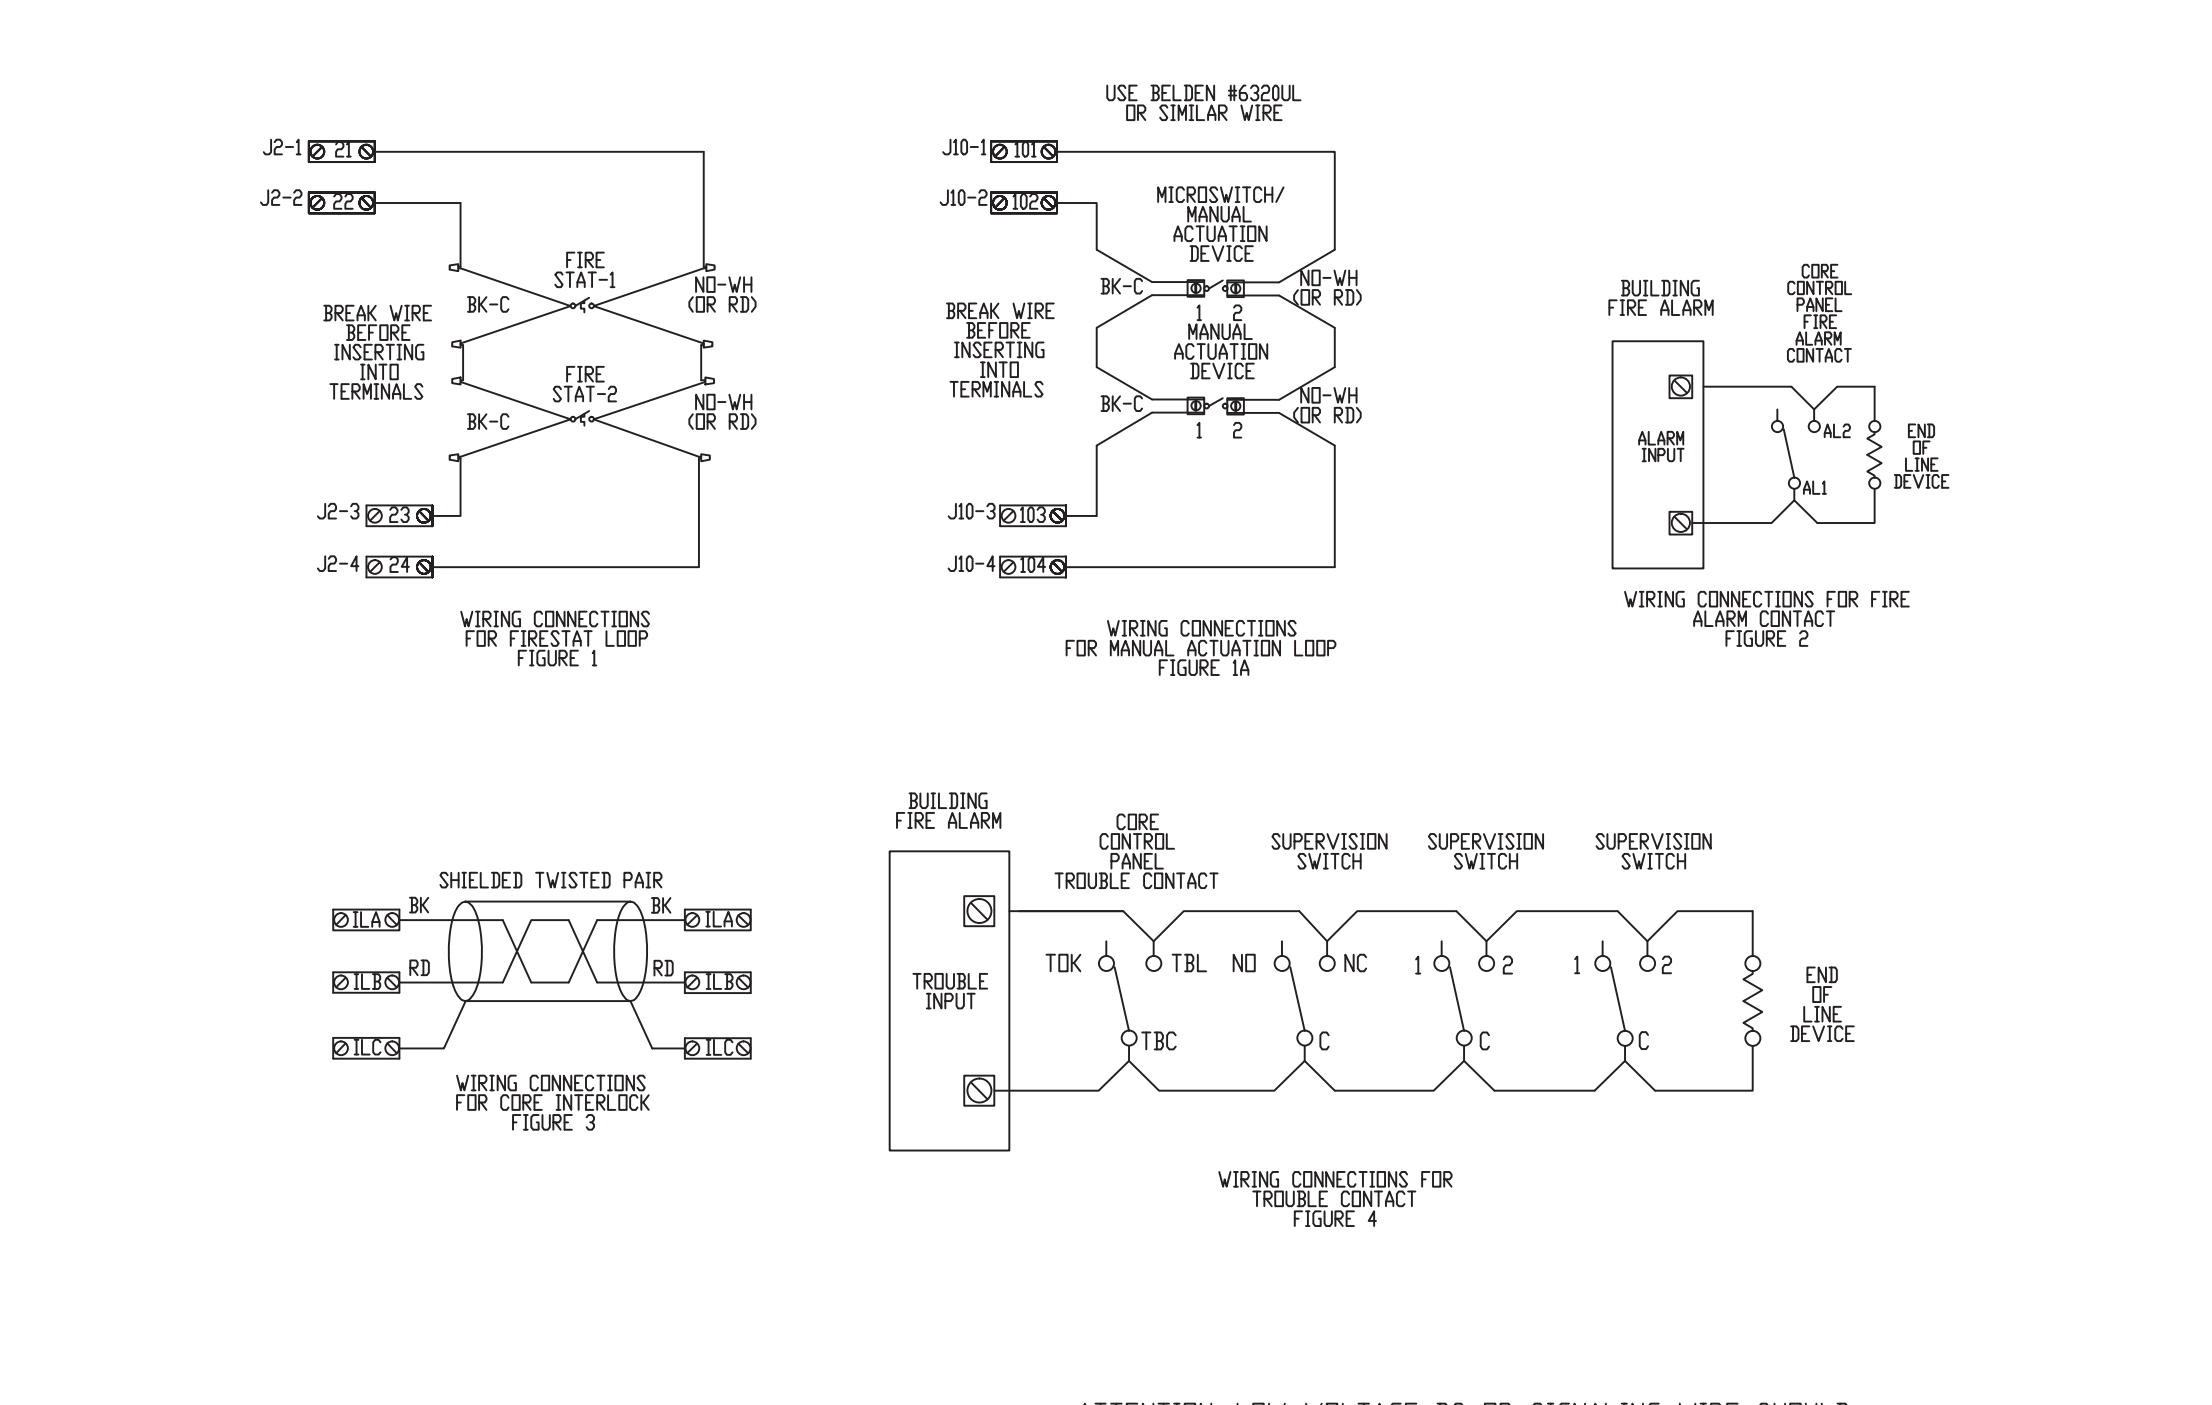 J2-1 21
J2-2 22
FIRE
STAT-1
BK-C
NO-WH
(OR RD)
BREAK WIRE
BEFORE
INSERTING
INTO
TERMINALS
FIRE
STAT-2
BK-C
NO-WH
(OR RD)
J2-3 23
J2-4 24
WIRING CONNECTIONS
FOR FIRESTAT LOOP
FIGURE 1
USE BELDEN #6320UL
OR SIMILAR WIRE
J10-1 101
J10-2 102
MICROSWITCH/
MANUAL
ACTUATION
DEVICE
BK-C
NO-WH
(OR RD)
1 2
BREAK WIRE
BEFORE
INSERTING
INTO
TERMINALS
MANUAL
ACTUATION
DEVICE
BK-C
NO-WH
(OR RD)
1 2
J10-3 103
J10-4 104
WIRING CONNECTIONS
FOR MANUAL ACTUATION LOOP
FIGURE 1A
BUILDING
FIRE ALARM
CORE
CONTROL
PANEL
FIRE
ALARM
CONTACT
ALARM
INPUT
AL2
AL1
END
OF
LINE
DEVICE
WIRING CONNECTIONS FOR FIRE
ALARM CONTACT
FIGURE 2
SHIELDED TWISTED PAIR
ILA BK BK ILA
ILB RD RD ILB
ILC ILC
WIRING CONNECTIONS
FOR CORE INTERLOCK
FIGURE 3
BUILDING
FIRE ALARM
CORE
CONTROL
PANEL
TROUBLE CONTACT
SUPERVISION
SWITCH
SUPERVISION
SWITCH
SUPERVISION
SWITCH
TROUBLE
INPUT
TOK TBL NO NC 1 2 1 2
TBC C C C
END
OF
LINE
DEVICE
WIRING CONNECTIONS FOR
TROUBLE CONTACT
FIGURE 4